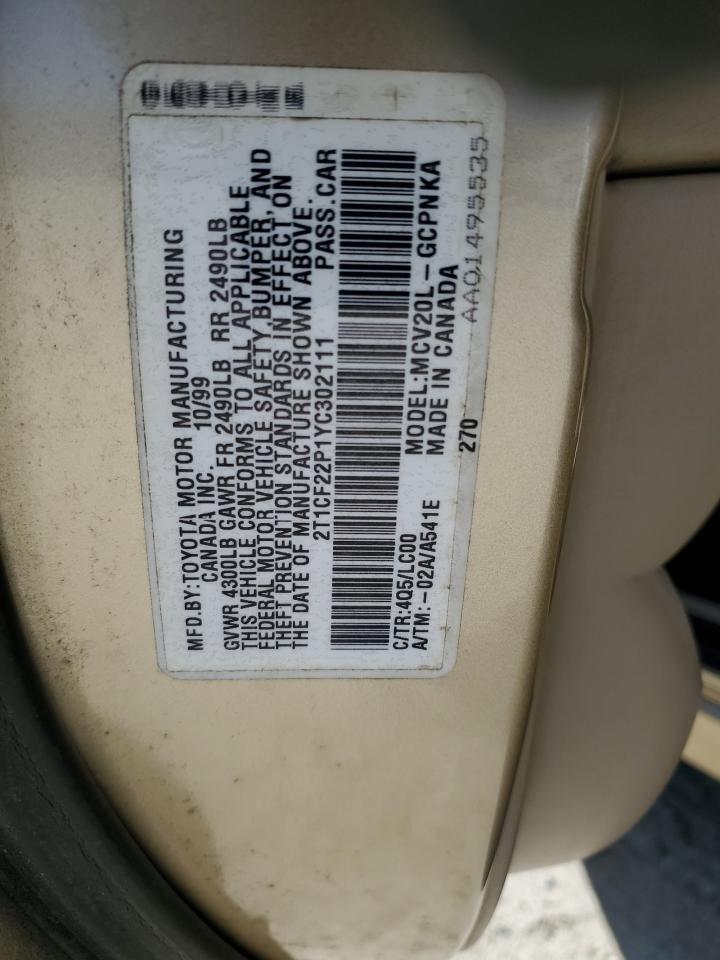 MFD.BY:TOYOTA MOTOR MANUFACTURING
CANADA INC. 10/99
GVWR 4300LB GAWR FR 2490LB RR 2490LB
THIS VEHICLE CONFORMS TO ALL APPLICABLE
FEDERAL MOTOR VEHICLE SAFETY,BUMPER, AND
THEFT PREVENTION STANDARDS IN EFFECT ON
THE DATE OF MANUFACTURE SHOWN ABOVE.
2T1CF22P1YC302111 PASS.CAR
C/TR:4Q5/LC00 MODEL:MCV20L-GCPNKA
A/TM:-02A/A541E MADE IN CANADA
270
AA01495535